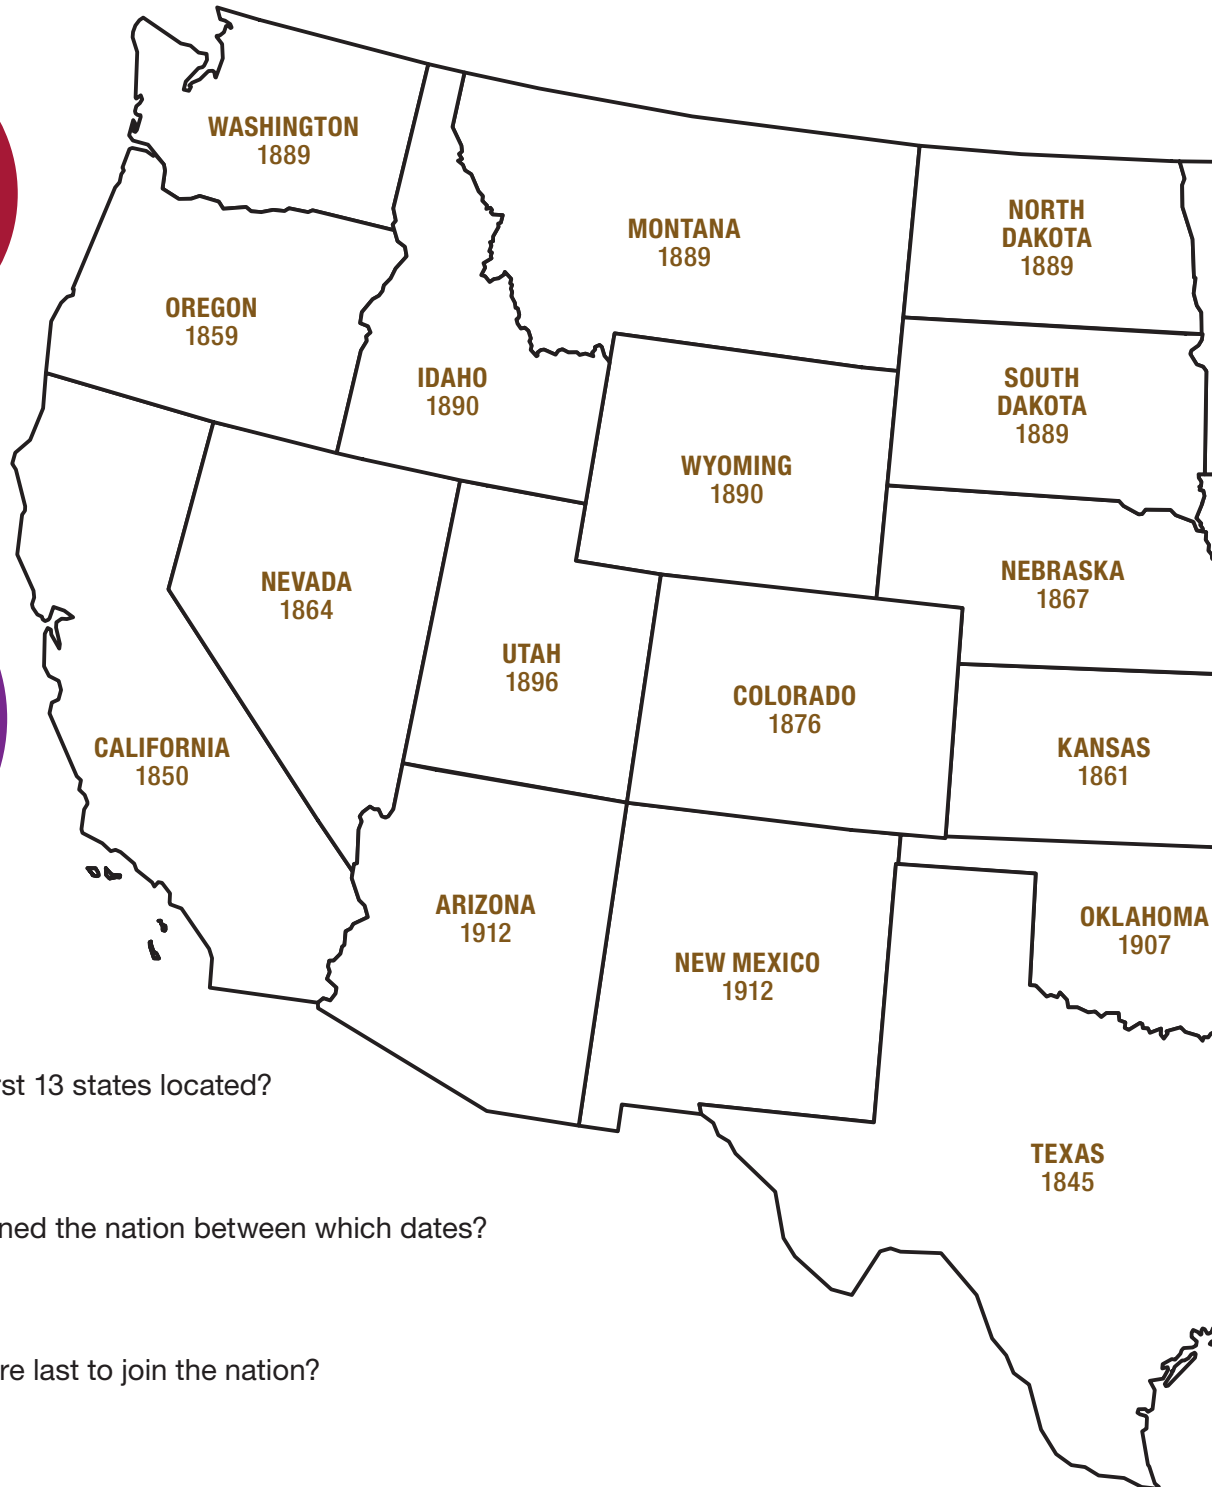 WASHINGTON
1889
MONTANA
1889
NORTH
DAKOTA
1889
OREGON
1859
IDAHO
1890
SOUTH
DAKOTA
1889
WYOMING
1890
NEVADA
1864
NEBRASKA
1867
UTAH
1896
COLORADO
1876
CALIFORNIA
1850
KANSAS
1861
ARIZONA
1912
NEW MEXICO
1912
OKLAHOMA
1907
TEXAS
1845
rst 13 states located?
ned the nation between which dates?
re last to join the nation?